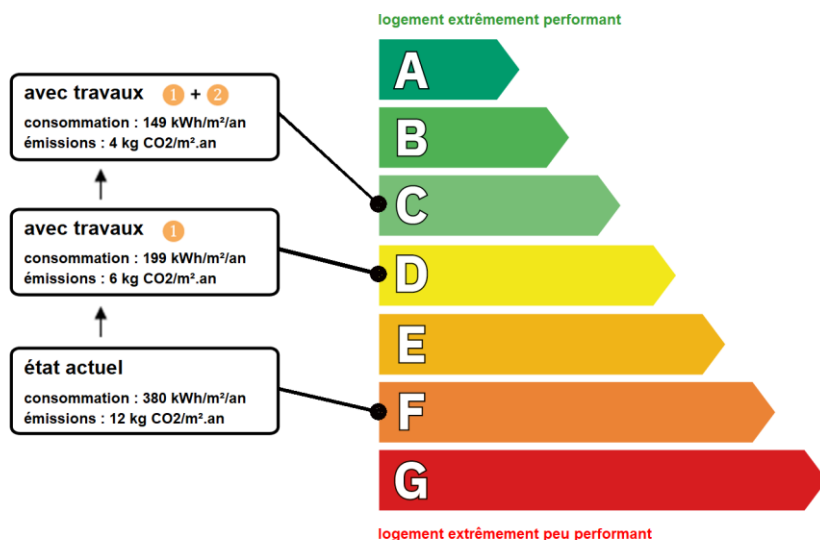 logement extrêmement performant
avec travaux 1 + 2
consommation : 149 kWh/m²/an
émissions : 4 kg CO2/m².an
avec travaux 1
consommation : 199 kWh/m²/an
émissions : 6 kg CO2/m².an
état actuel
consommation : 380 kWh/m²/an
émissions : 12 kg CO2/m².an
A
B
C
D
E
F
G
logement extrêmement peu performant